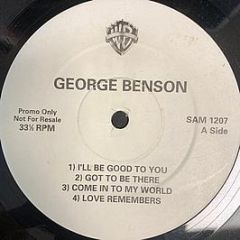 GEORGE BENSON
Promo Only
Not For Resale
33⅓ RPM
SAM 1207
A Side
1) I'LL BE GOOD TO YOU
2) GOT TO BE THERE
3) COME IN TO MY WORLD
4) LOVE REMEMBERS